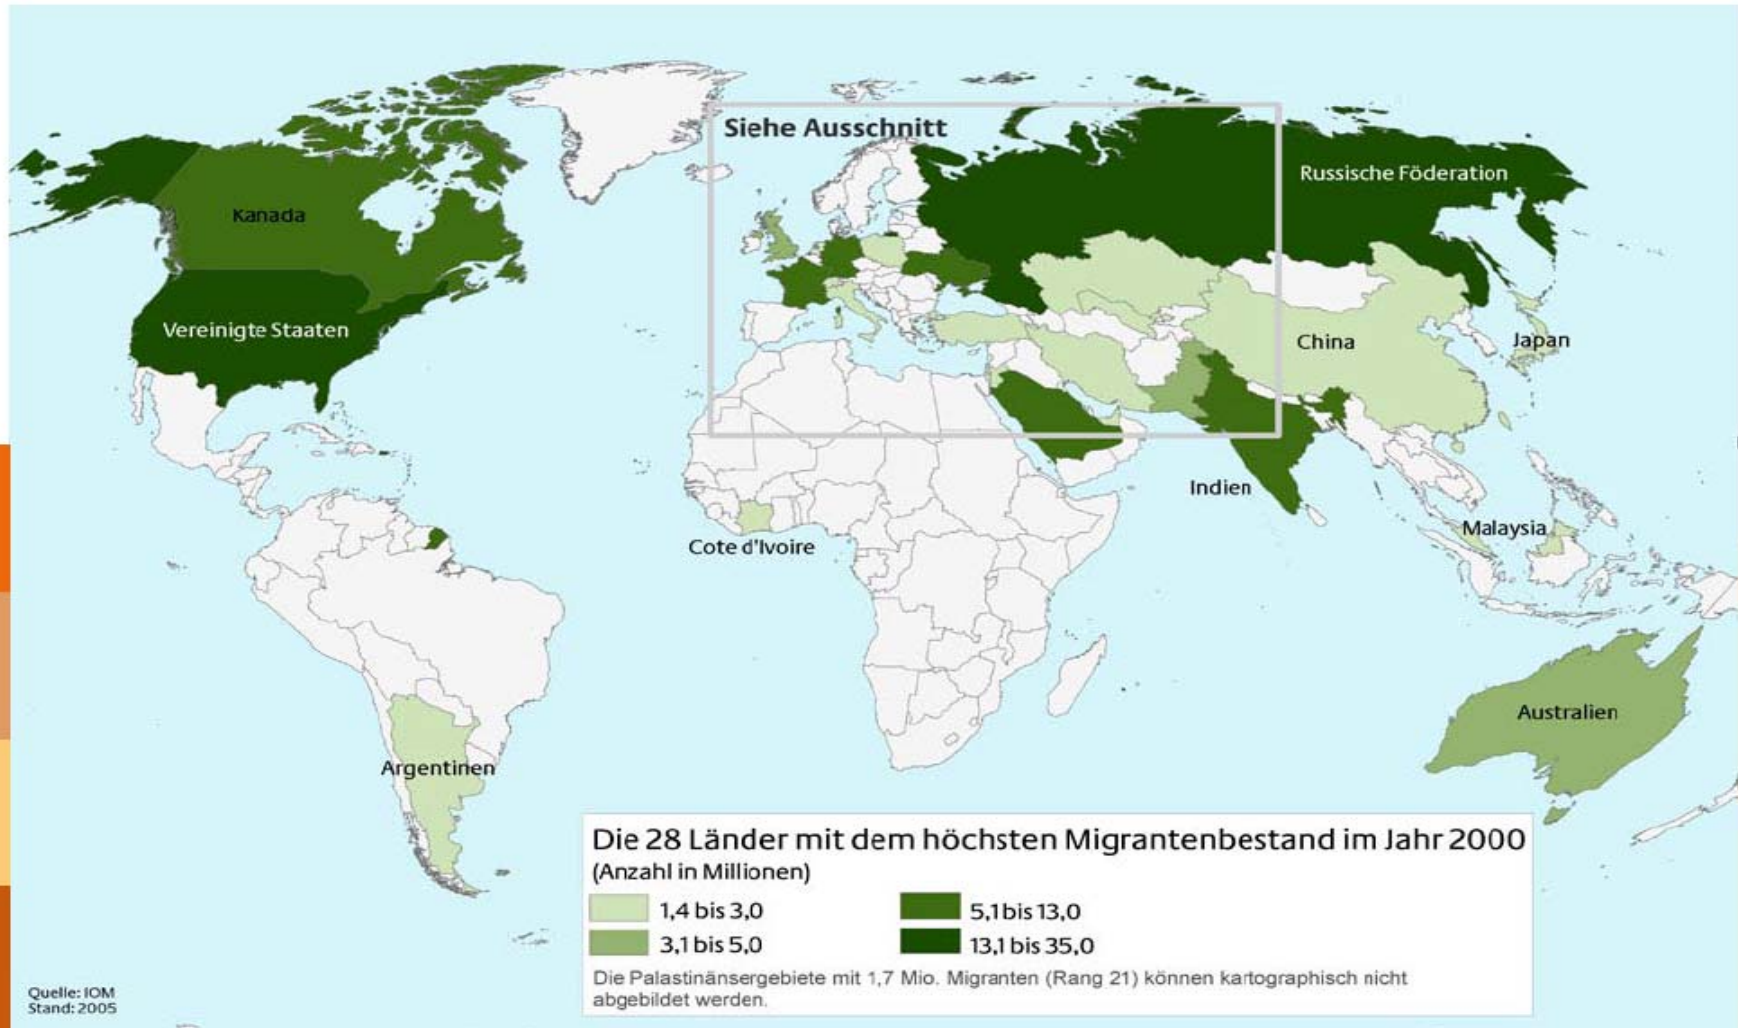 Siehe Ausschnitt
Russische Föderation
Kanada
Vereinigte Staaten
China
Japan
Indien
Malaysia
Cote d'Ivoire
Australien
Argentinen
Die 28 Länder mit dem höchsten Migrantenbestand im Jahr 2000
(Anzahl in Millionen)
1,4 bis 3,0
5,1 bis 13,0
3,1 bis 5,0
13,1 bis 35,0
Die Palastinänsergebiete mit 1,7 Mio. Migranten (Rang 21) können kartographisch nicht
abgebildet werden.
Quelle: IOM
Stand: 2005